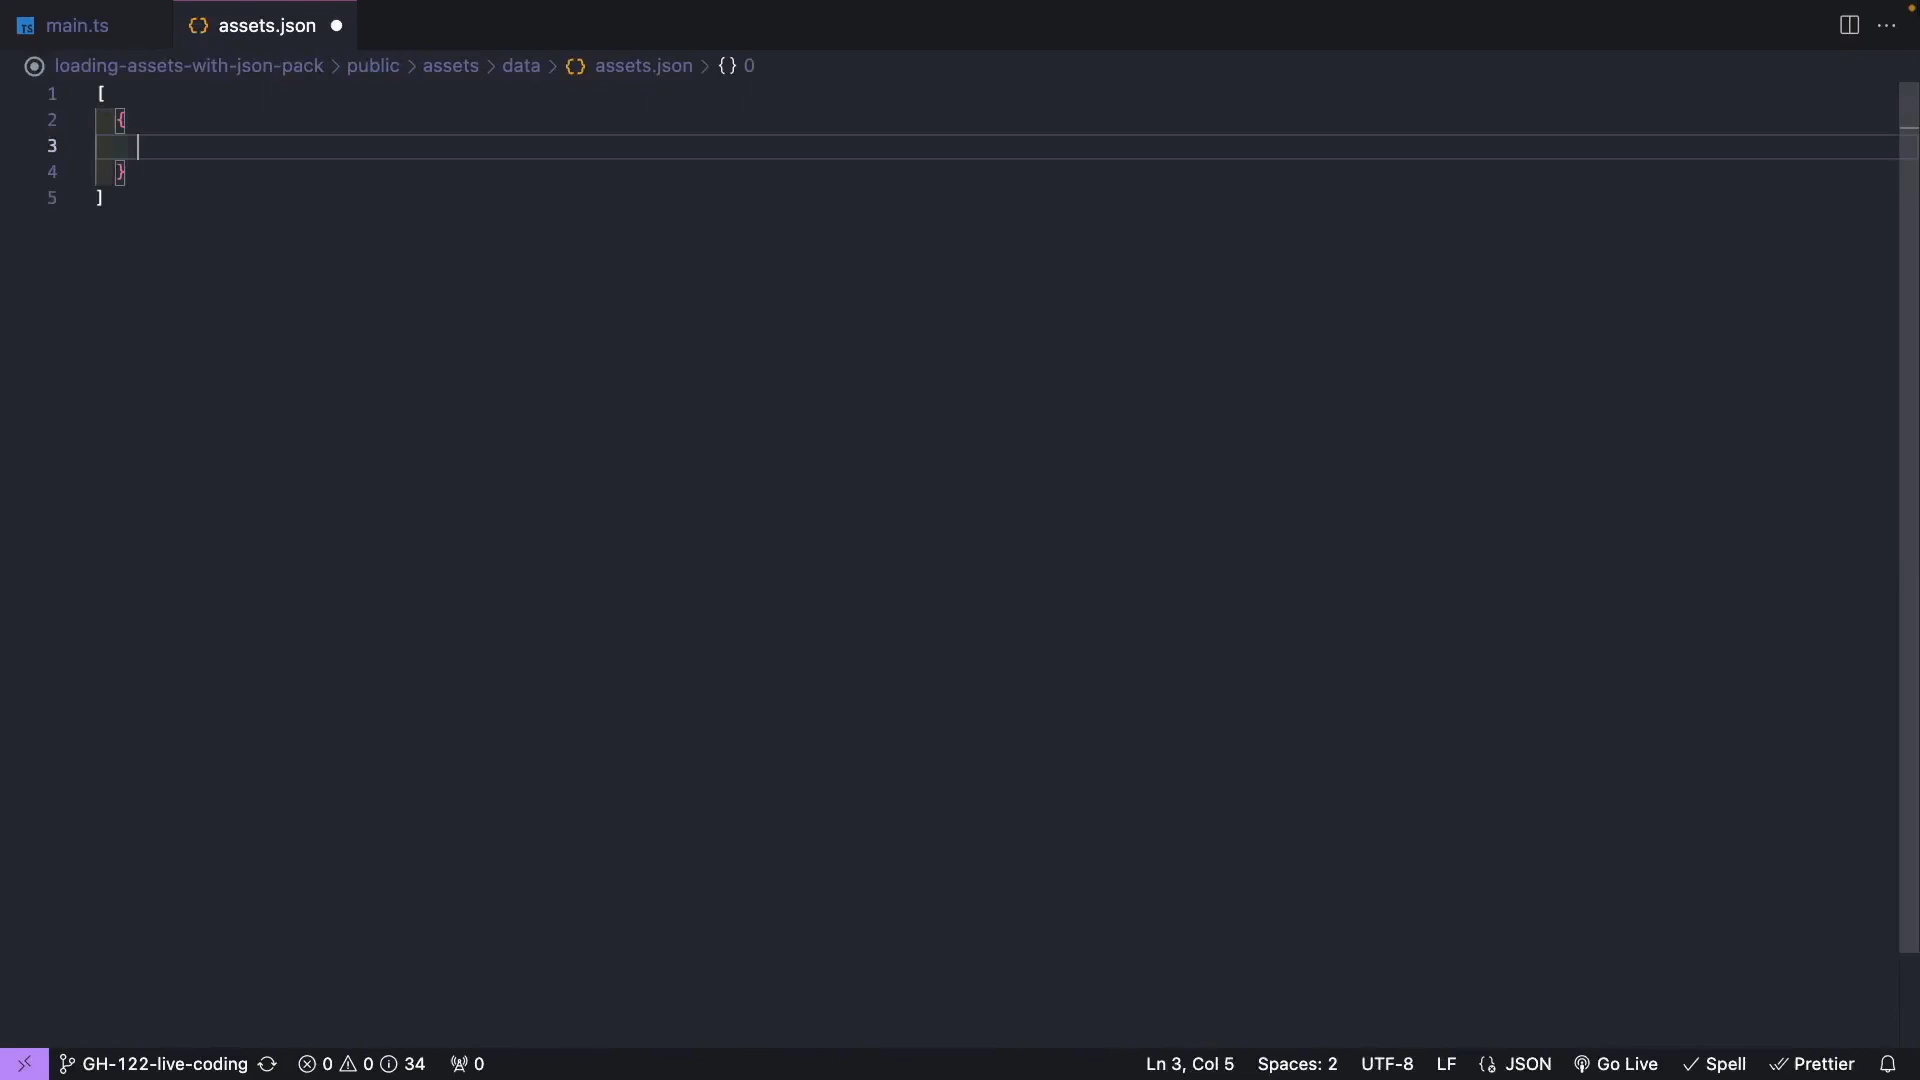 main.ts
assets.json
loading-assets-with-json-pack > public > assets > data > {} assets.json > {} 0
1 [
2 {
3
4 }
5 ]
GH-122-live-coding 0 0 34 0 Ln 3, Col 5 Spaces: 2 UTF-8 LF JSON Go Live Spell Prettier